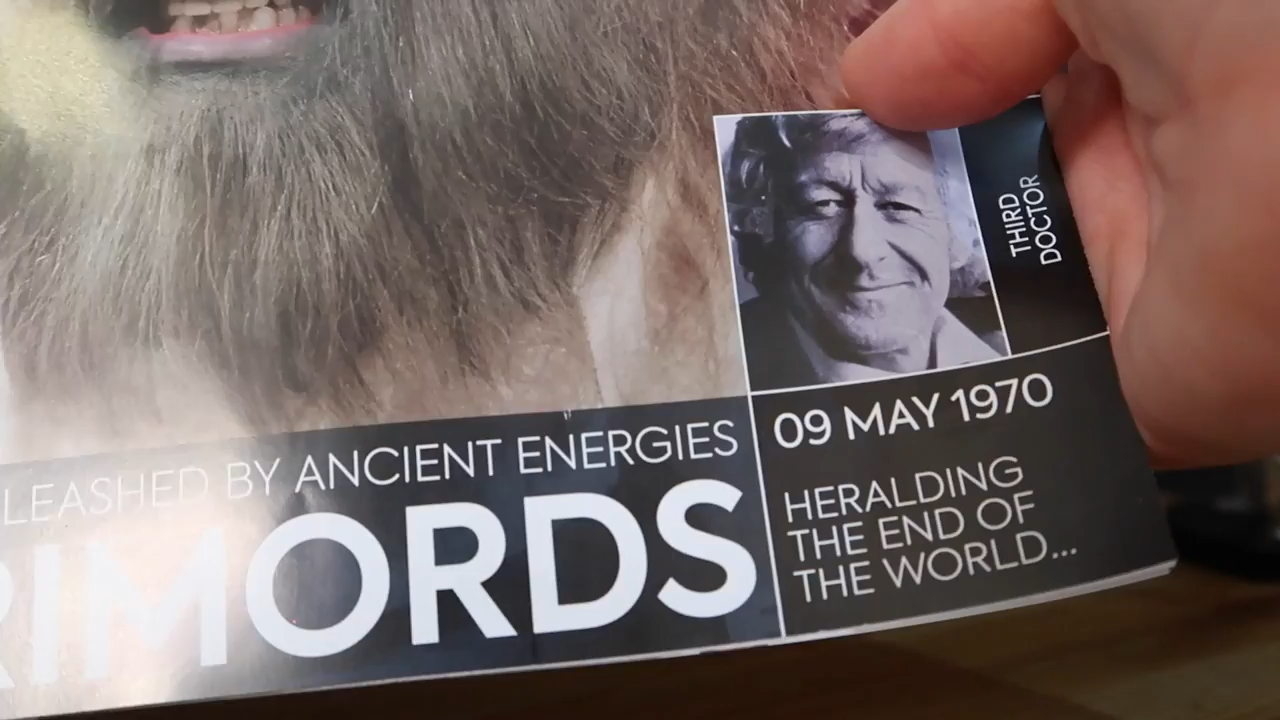 THIRD
DOCTOR
LEASHED BY ANCIENT ENERGIES
RIMORDS
09 MAY 1970
HERALDING
THE END OF
THE WORLD...